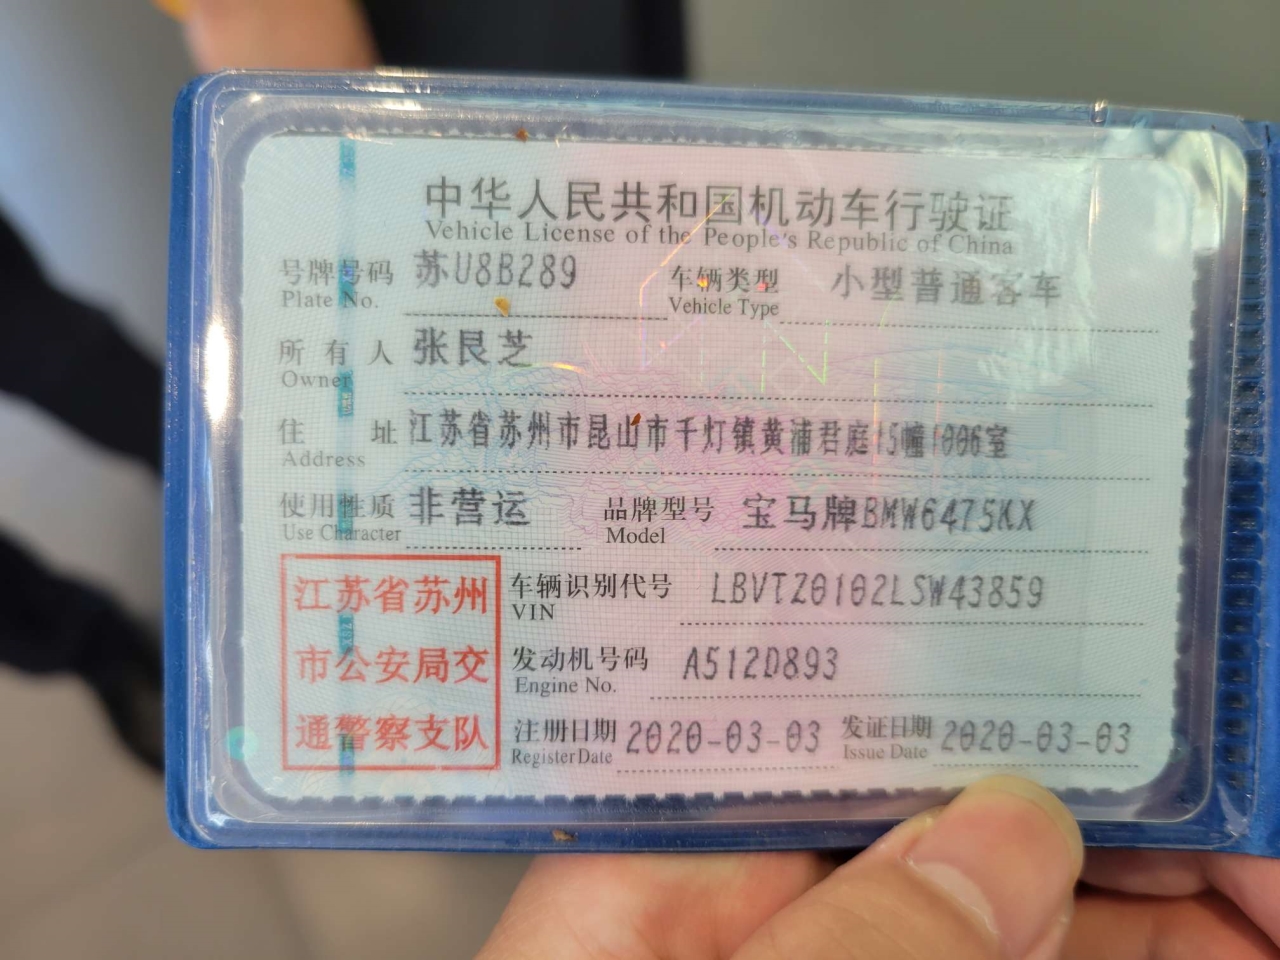 中华人民共和国机动车行驶证
Vehicle License of the People's Republic of China
号牌号码 苏U8B289 车辆类型 小型普通客车
Plate No. Vehicle Type
所有人 张艮芝
Owner
住址 江苏省苏州市昆山市千灯镇黄浦君庭15幢1006室
Address
使用性质 非营运 品牌型号 宝马牌BMW6475KX
Use Character Model
江苏省苏州 车辆识别代号 LBVTZ0102LSW43859
VIN
市公安局交 发动机号码 A512D893
Engine No.
通警察支队 注册日期 2020-03-03 发证日期 2020-03-03
Register Date Issue Date